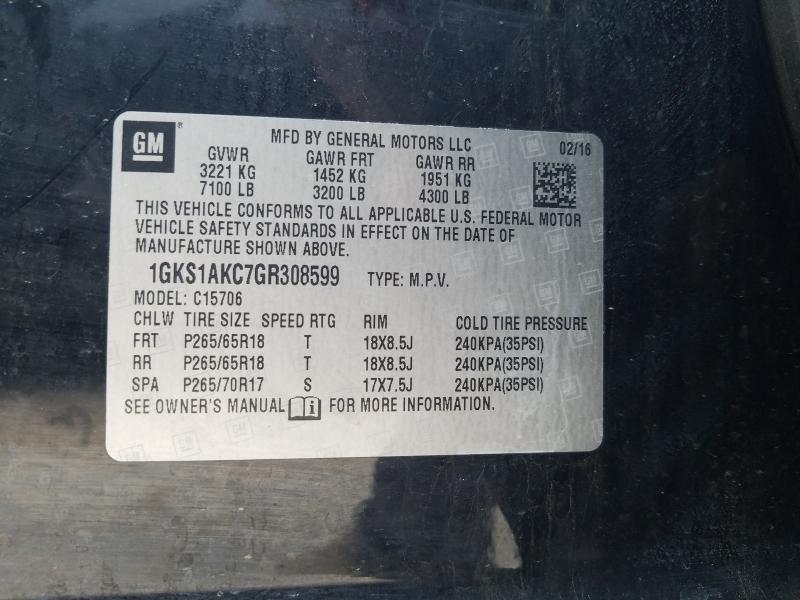 GM ®
MFD BY GENERAL MOTORS LLC 02/16
GVWR GAWR FRT GAWR RR
3221 KG 1452 KG 1951 KG
7100 LB 3200 LB 4300 LB
THIS VEHICLE CONFORMS TO ALL APPLICABLE U.S. FEDERAL MOTOR
VEHICLE SAFETY STANDARDS IN EFFECT ON THE DATE OF
MANUFACTURE SHOWN ABOVE.
1GKS1AKC7GR308599 TYPE: M.P.V.
MODEL: C15706
CHLW TIRE SIZE SPEED RTG RIM COLD TIRE PRESSURE
FRT P265/65R18 T 18X8.5J 240KPA(35PSI)
RR P265/65R18 T 18X8.5J 240KPA(35PSI)
SPA P265/70R17 S 17X7.5J 240KPA(35PSI)
SEE OWNER'S MANUAL i FOR MORE INFORMATION.